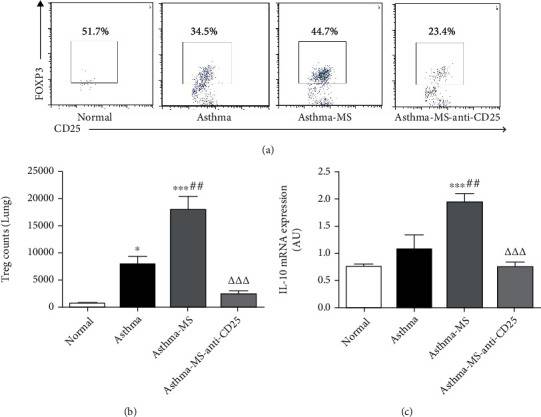 51.7% 34.5% 44.7% 23.4%
FOXP3
Normal Asthma Asthma-MS Asthma-MS-anti-CD25
CD25
(a)
Treg counts (Lung)
25000
20000
15000
10000
5000
0
*
***##
ΔΔΔ
Normal
Asthma
Asthma-MS
Asthma-MS-anti-CD25
(b)
IL-10 mRNA expression
(AU)
2.5
2.0
1.5
1.0
0.5
0.0
***##
ΔΔΔ
Normal
Asthma
Asthma-MS
Asthma-MS-anti-CD25
(c)